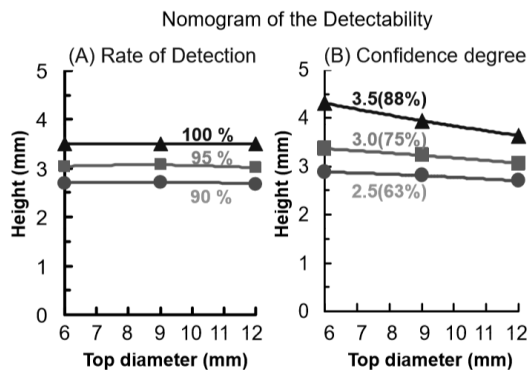 Nomogram of the Detectability
(A) Rate of Detection
5
4
3
2
1
0
Height (mm)
100 %
95 %
90 %
6 7 8 9 10 11 12
Top diameter (mm)
(B) Confidence degree
5
4
3
2
1
0
Height (mm)
3.5(88%)
3.0(75%)
2.5(63%)
6 7 8 9 10 11 12
Top diameter (mm)